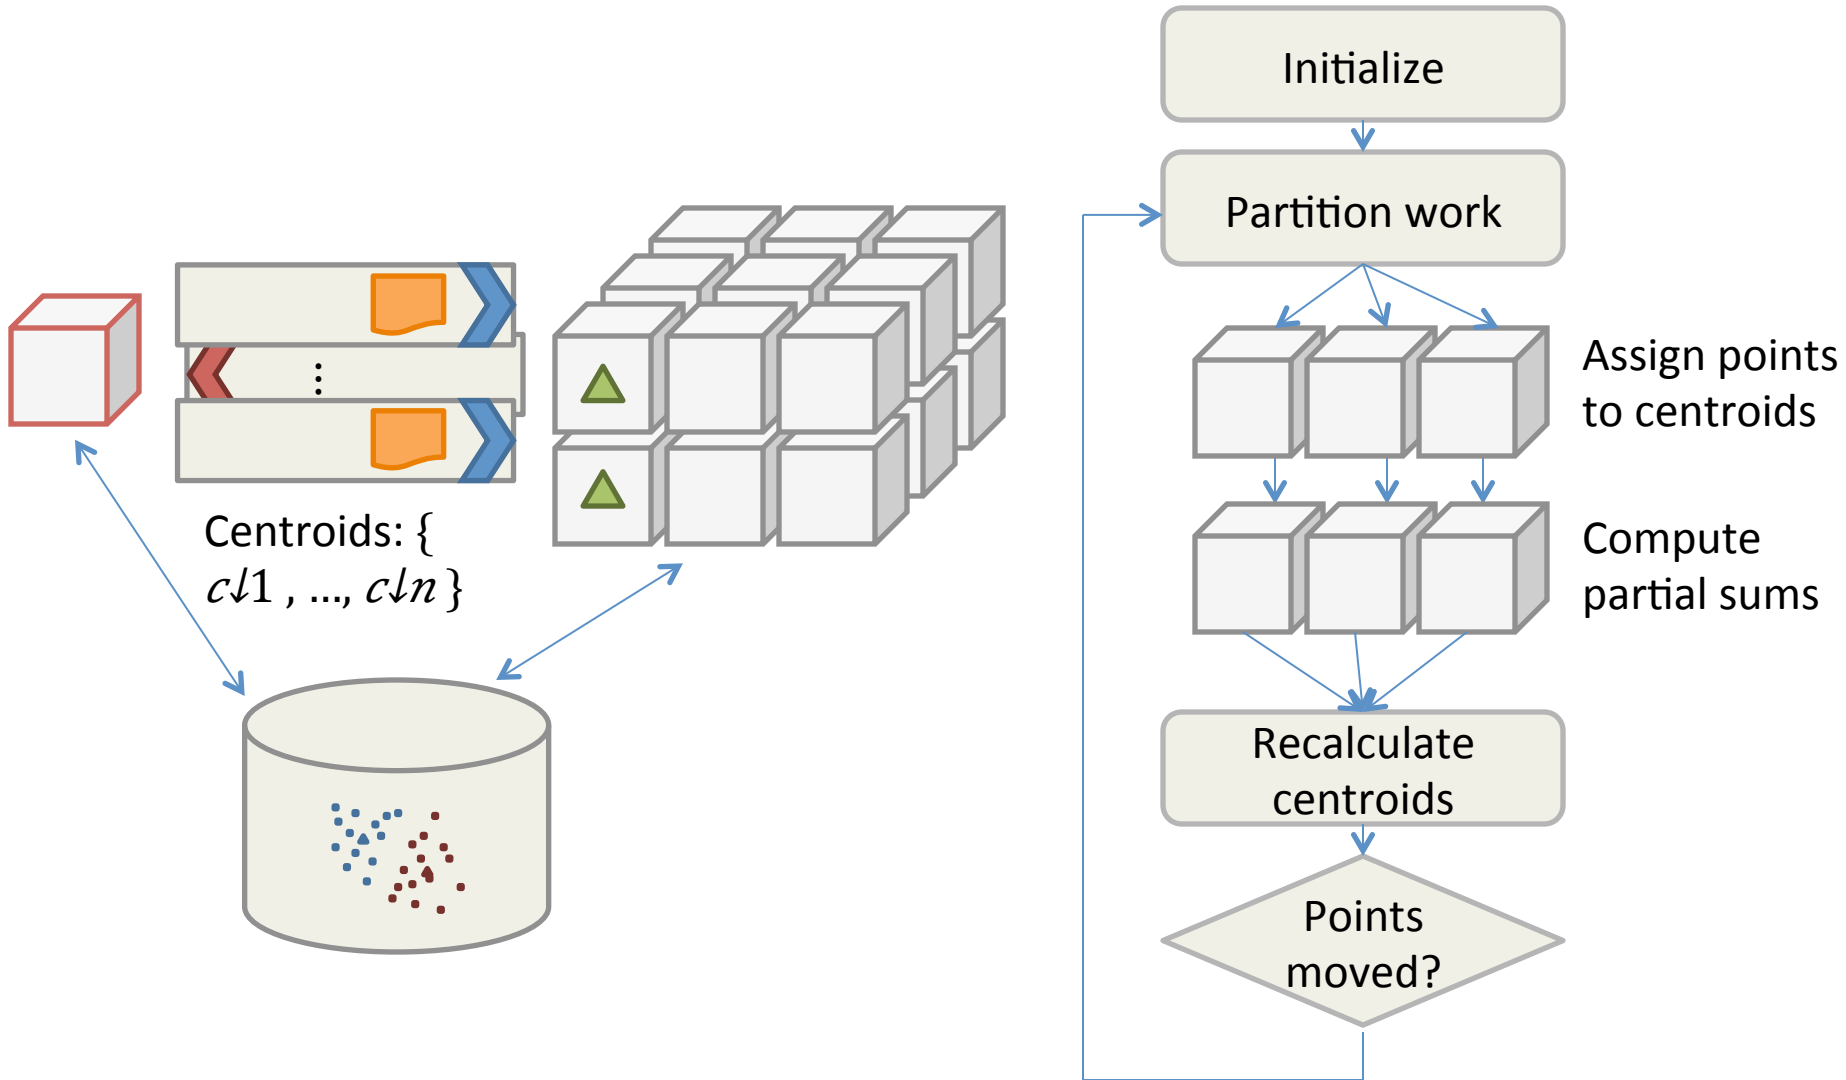 Initialize
Partition work
Assign points
to centroids
Compute
partial sums
Recalculate
centroids
Points
moved?
⋮
Centroids: {
c↓1 , ..., c↓n }